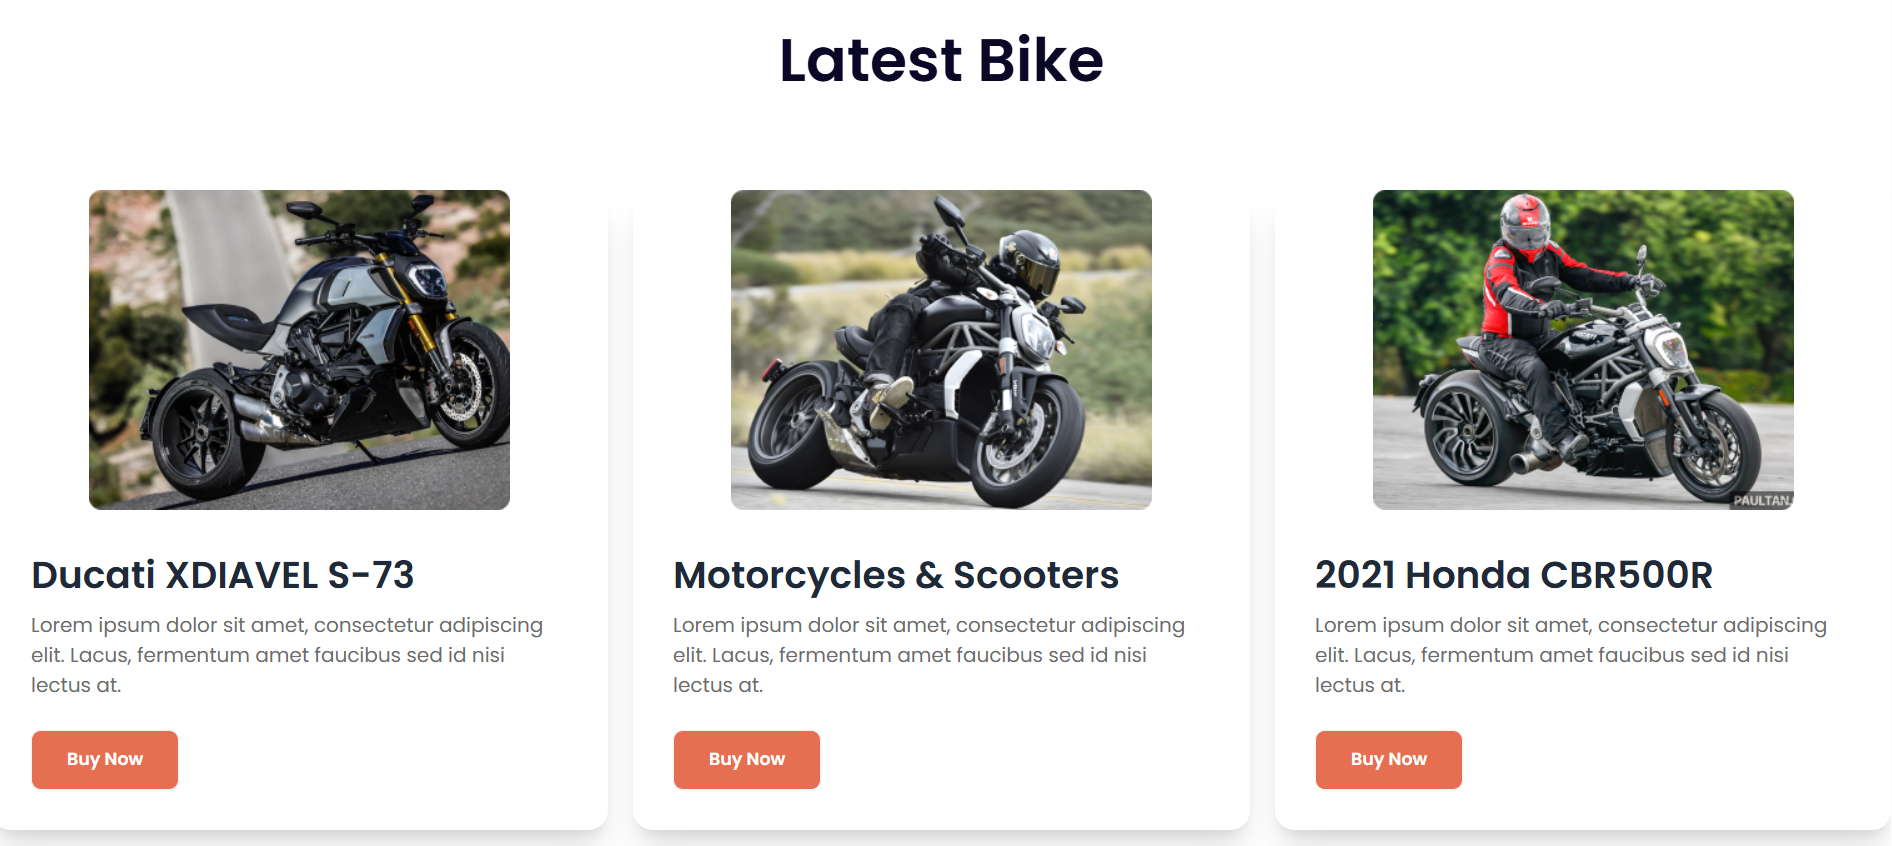 Latest Bike
PAULTAN.
Ducati XDIAVEL S-73
Lorem ipsum dolor sit amet, consectetur adipiscing
elit. Lacus, fermentum amet faucibus sed id nisi
lectus at.
Buy Now
Motorcycles & Scooters
Lorem ipsum dolor sit amet, consectetur adipiscing
elit. Lacus, fermentum amet faucibus sed id nisi
lectus at.
Buy Now
2021 Honda CBR500R
Lorem ipsum dolor sit amet, consectetur adipiscing
elit. Lacus, fermentum amet faucibus sed id nisi
lectus at.
Buy Now